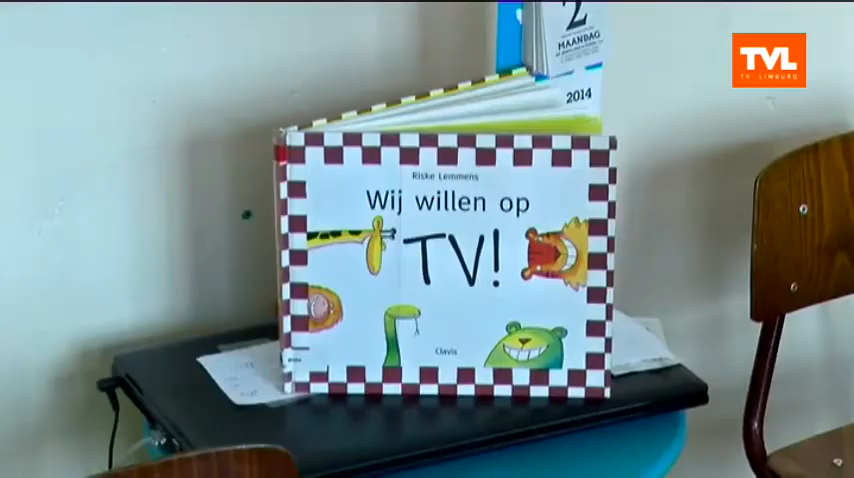 2
MAANDAG
2014
TVL
TV LIMBURG
Riske Lemmens
Wij willen op
TV!
Clavis